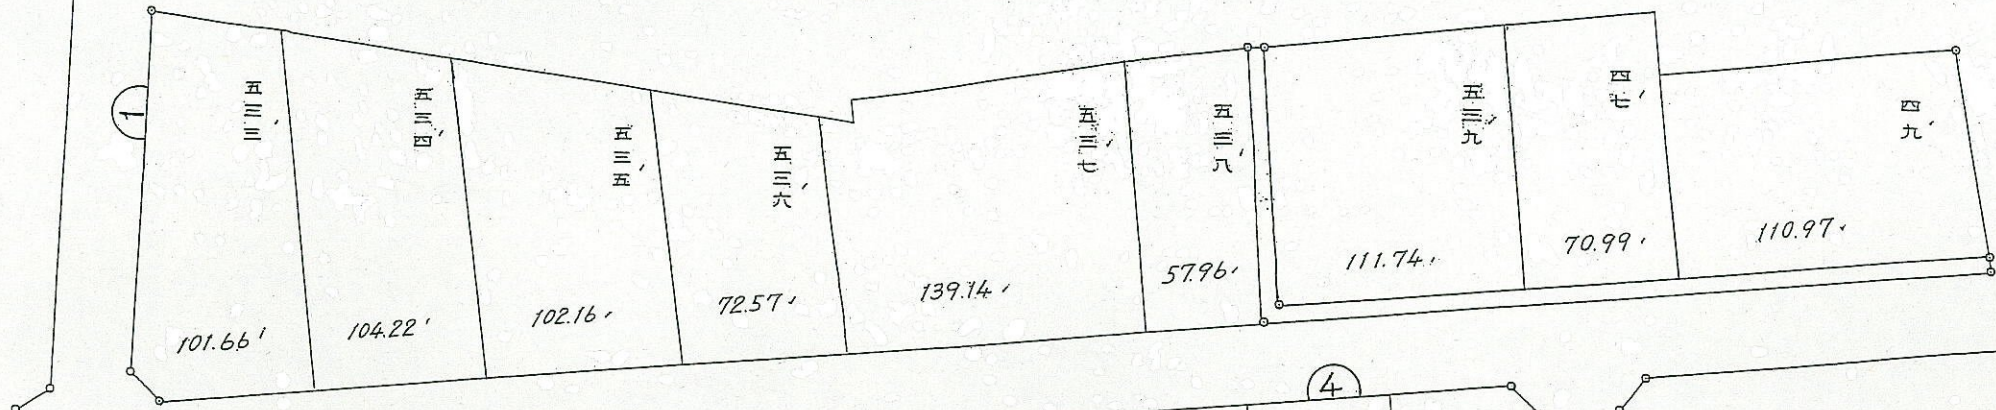 1
五三三
101.66
五三四
104.22
五三五
102.16
五三六
72.57
五三七
139.14
五三八
57.96
五三九
111.74
四七
70.99
四九
110.97
4